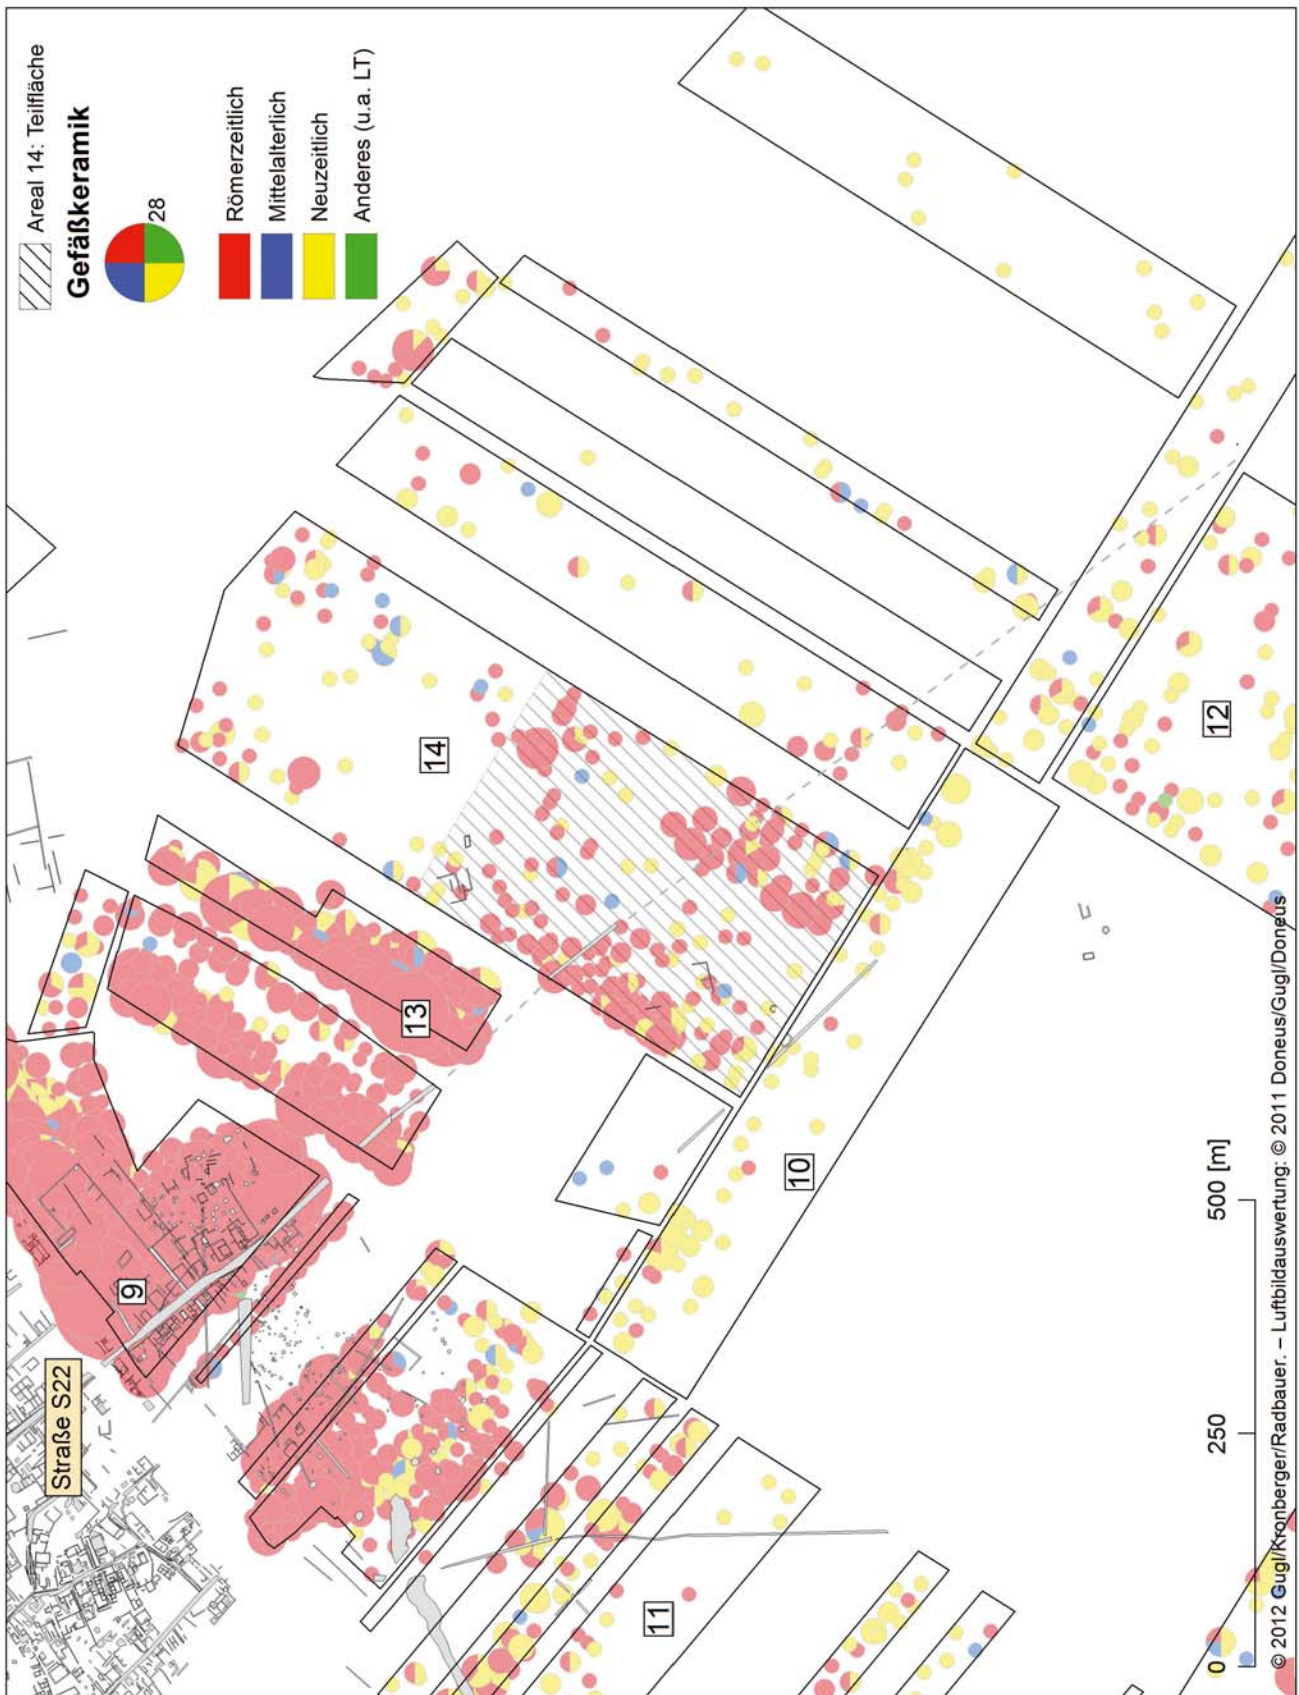 Areal 14: Teilfläche
Gefäßkeramik
28
Römerzeitlich
Mittelalterlich
Neuzeitlich
Anderes (u.a. LT)
Straße S22
9
13
14
10
12
11
0
250
500 [m]
© 2012 Gugl/Kronberger/Radbauer. – Luftbildauswertung: © 2011 Doneus/Gugl/Doneus